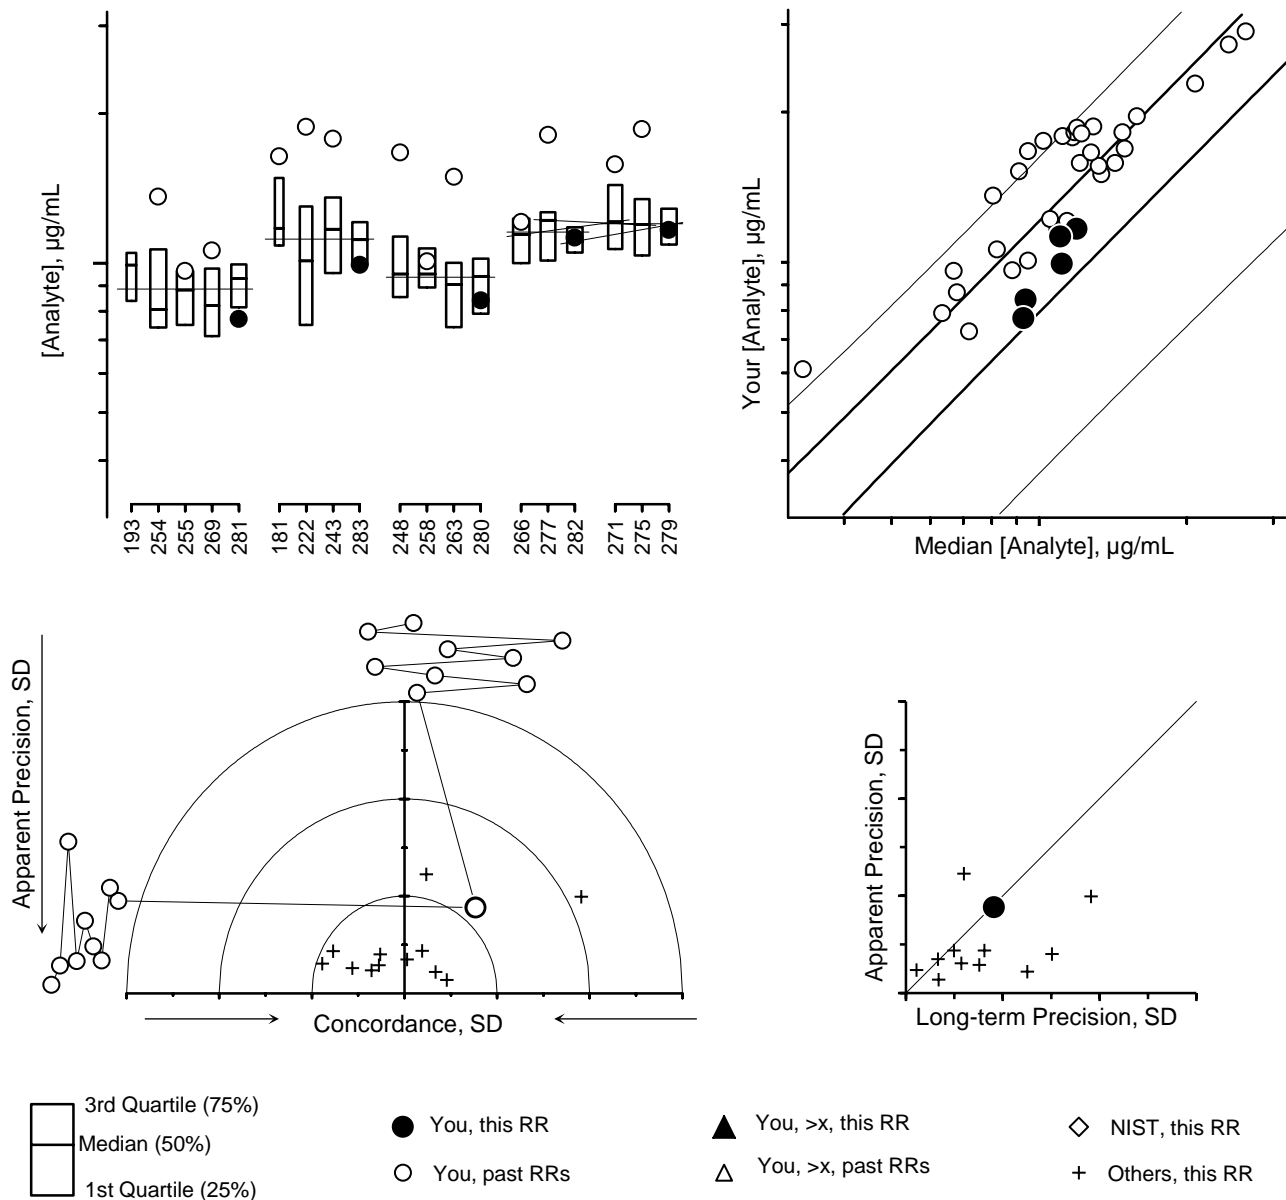 [Analyte], µg/mL
193
254
255
269
281
181
222
243
283
248
258
263
280
266
277
282
271
275
279
Your [Analyte], µg/mL
Median [Analyte], µg/mL
Apparent Precision, SD
Concordance, SD
Apparent Precision, SD
Long-term Precision, SD
3rd Quartile (75%)
Median (50%)
1st Quartile (25%)
You, this RR
You, past RRs
You, >x, this RR
You, >x, past RRs
NIST, this RR
Others, this RR